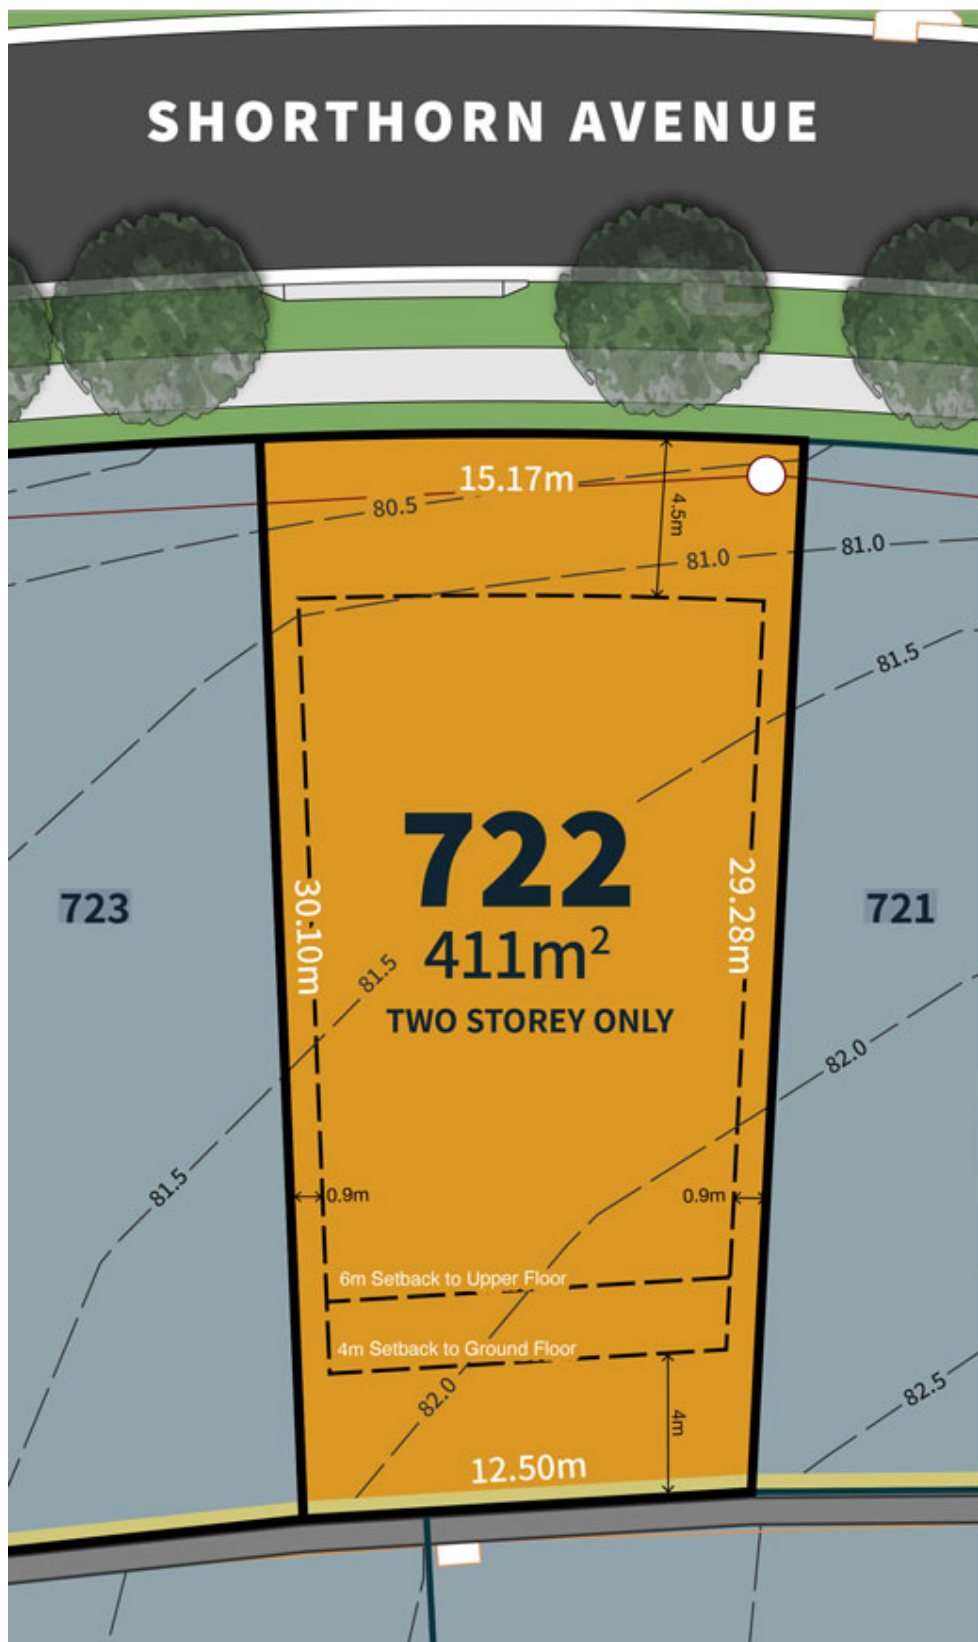 SHORTHORN AVENUE
15.17m
80.5
4.5m
81.0
81.0
81.5
722
411m²
TWO STOREY ONLY
723
721
30.10m
29.28m
81.5
82.0
81.5
0.9m
0.9m
6m Setback to Upper Floor
4m Setback to Ground Floor
82.0
82.5
4m
12.50m